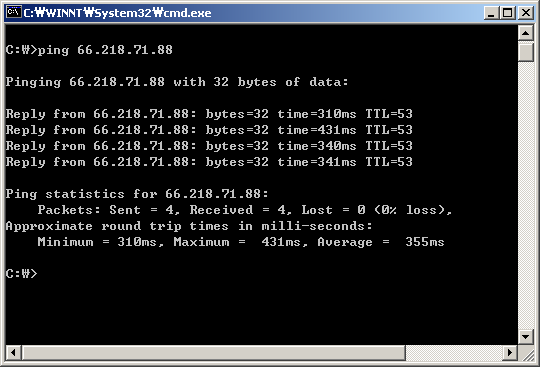 C:₩WINNT₩System32₩cmd.exe
C:₩>ping 66.218.71.88
Pinging 66.218.71.88 with 32 bytes of data:
Reply from 66.218.71.88: bytes=32 time=310ms TTL=53
Reply from 66.218.71.88: bytes=32 time=431ms TTL=53
Reply from 66.218.71.88: bytes=32 time=340ms TTL=53
Reply from 66.218.71.88: bytes=32 time=341ms TTL=53
Ping statistics for 66.218.71.88:
    Packets: Sent = 4, Received = 4, Lost = 0 (0% loss),
Approximate round trip times in milli-seconds:
    Minimum = 310ms, Maximum =  431ms, Average =  355ms
C:₩>